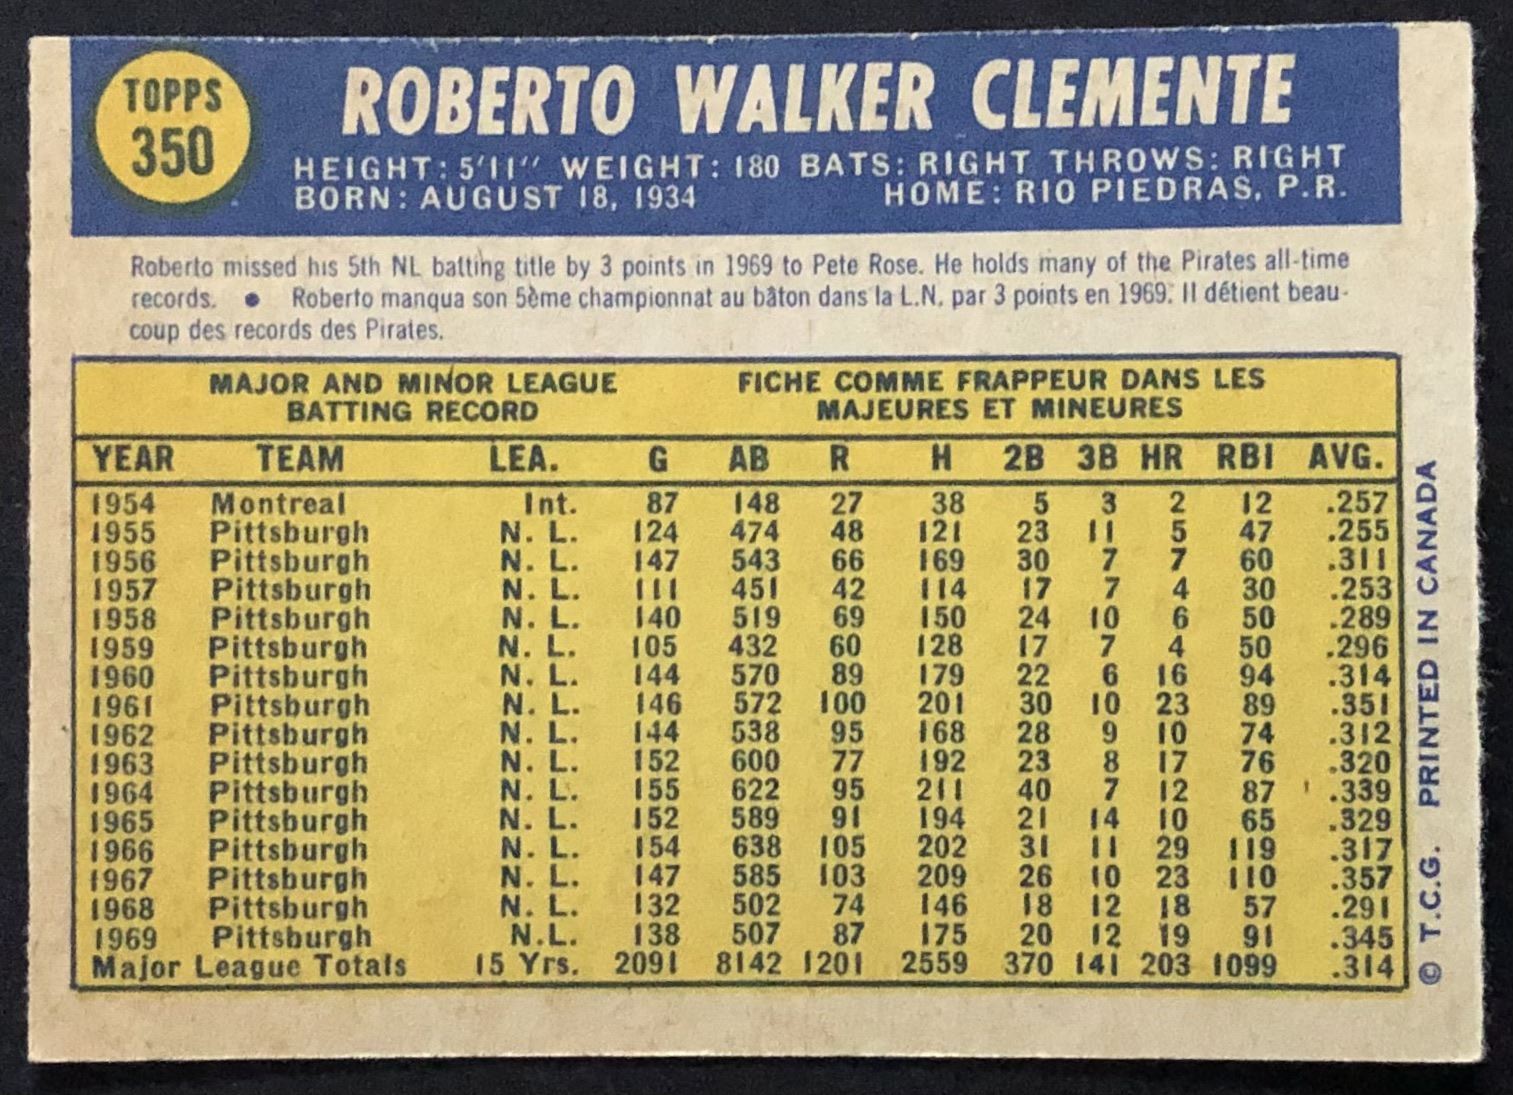 TOPPS
350
ROBERTO WALKER CLEMENTE
HEIGHT: 5'11" WEIGHT: 180 BATS: RIGHT THROWS: RIGHT
BORN: AUGUST 18, 1934 HOME: RIO PIEDRAS, P.R.
Roberto missed his 5th NL batting title by 3 points in 1969 to Pete Rose. He holds many of the Pirates all-time
records. ● Roberto manqua son 5ème championnat au bâton dans la L.N. par 3 points en 1969. Il détient beau-
coup des records des Pirates.
MAJOR AND MINOR LEAGUE
BATTING RECORD
FICHE COMME FRAPPEUR DANS LES
MAJEURES ET MINEURES
YEAR TEAM LEA. G AB R H 2B 3B HR RBI AVG.
1954 Montreal Int. 87 148 27 38 5 3 2 12 .257
1955 Pittsburgh N. L. 124 474 48 121 23 11 5 47 .255
1956 Pittsburgh N. L. 147 543 66 169 30 7 7 60 .311
1957 Pittsburgh N. L. 111 451 42 114 17 7 4 30 .253
1958 Pittsburgh N. L. 140 519 69 150 24 10 6 50 .289
1959 Pittsburgh N. L. 105 432 60 128 17 7 4 50 .296
1960 Pittsburgh N. L. 144 570 89 179 22 6 16 94 .314
1961 Pittsburgh N. L. 146 572 100 201 30 10 23 89 .351
1962 Pittsburgh N. L. 144 538 95 168 28 9 10 74 .312
1963 Pittsburgh N. L. 152 600 77 192 23 8 17 76 .320
1964 Pittsburgh N. L. 155 622 95 211 40 7 12 87 .339
1965 Pittsburgh N. L. 152 589 91 194 21 14 10 65 .329
1966 Pittsburgh N. L. 154 638 105 202 31 11 29 119 .317
1967 Pittsburgh N. L. 147 585 103 209 26 10 23 110 .357
1968 Pittsburgh N. L. 132 502 74 146 18 12 18 57 .291
1969 Pittsburgh N.L. 138 507 87 175 20 12 19 91 .345
Major League Totals 15 Yrs. 2091 8142 1201 2559 370 141 203 1099 .314
© T.C.G. PRINTED IN CANADA